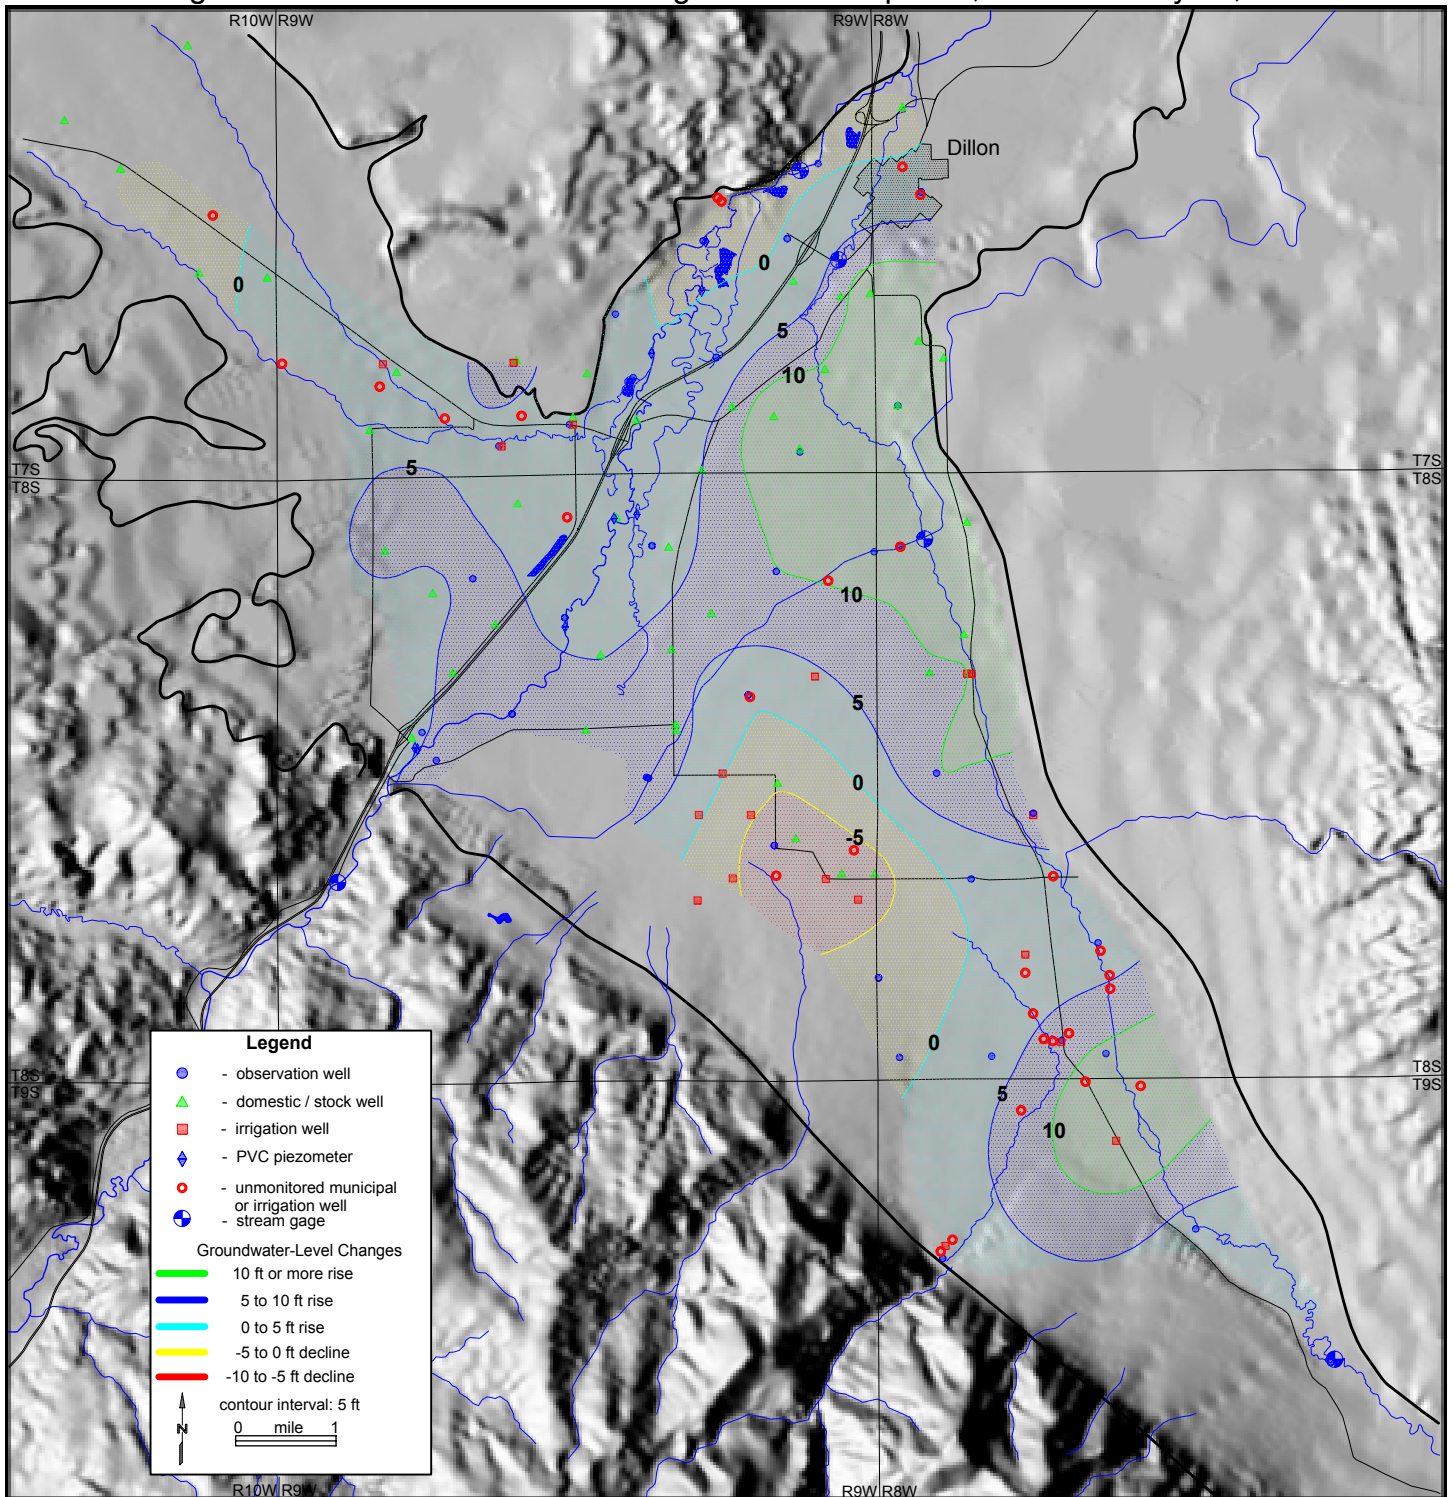 R10W R9W
R9W R8W
Dillon
0
0
5
10
T7S
T8S
5
T7S
T8S
10
5
0
-5
0
T8S
T9S
5
10
T8S
T9S
Legend
- observation well
- domestic / stock well
- irrigation well
- PVC piezometer
- unmonitored municipal
or irrigation well
- stream gage
Groundwater-Level Changes
10 ft or more rise
5 to 10 ft rise
0 to 5 ft rise
-5 to 0 ft decline
-10 to -5 ft decline
contour interval: 5 ft
N
0 mile 1
R10W R9W
R9W R8W